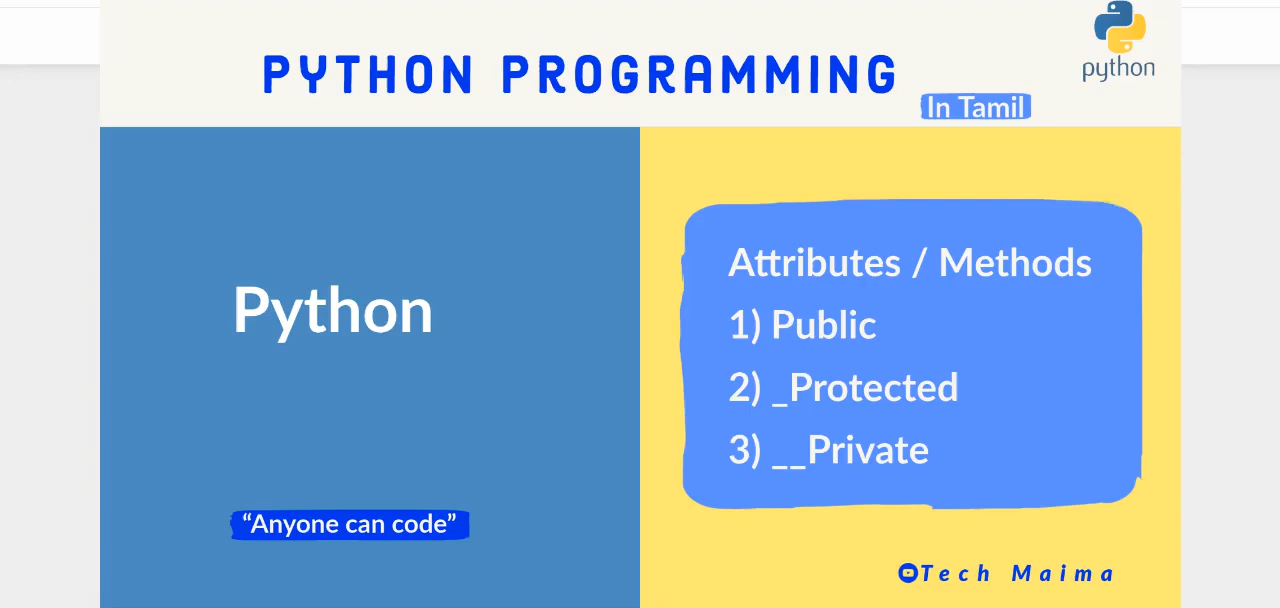 PYTHON PROGRAMMING
In Tamil
python
Python
“Anyone can code”
Attributes / Methods
1) Public
2) _Protected
3) __Private
Tech Maima